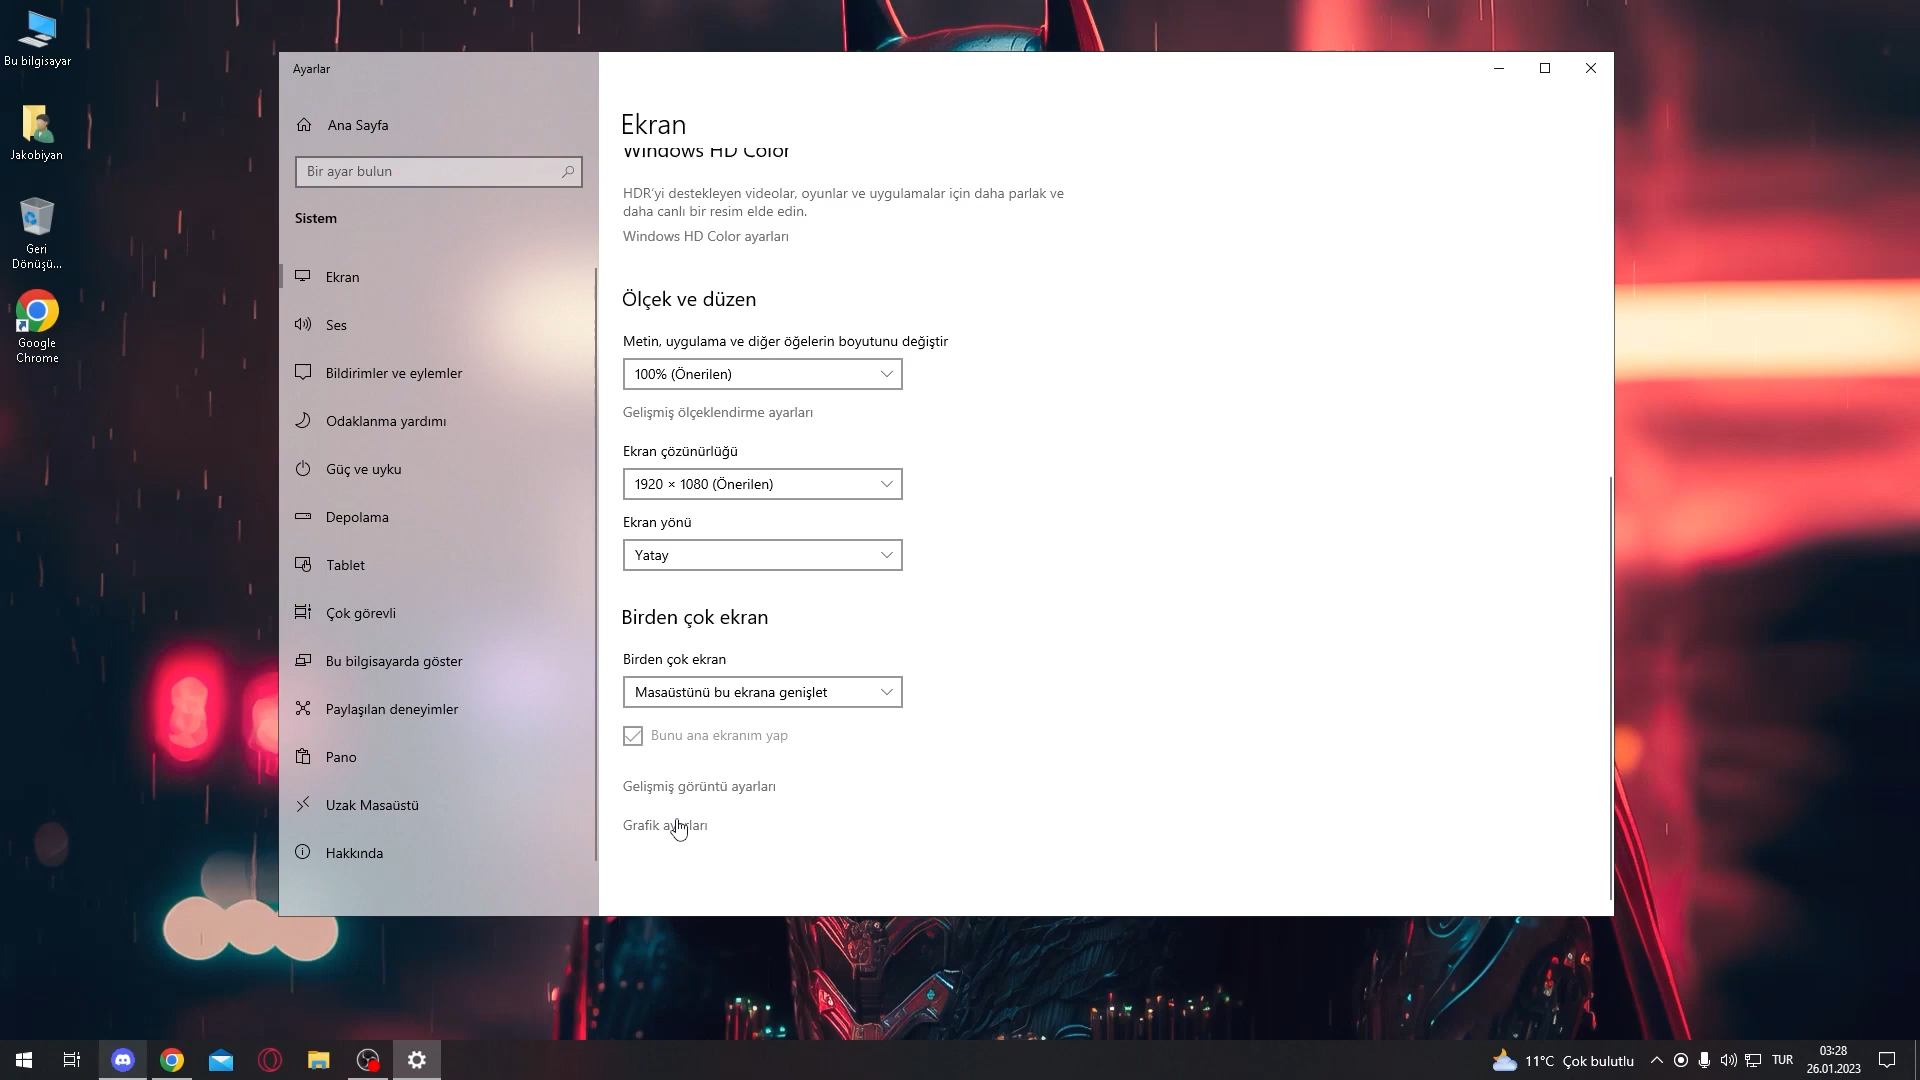 Bu bilgisayar
Jakobiyan
Geri
Dönüşü...
Google
Chrome
Ayarlar
Ana Sayfa
Bir ayar bulun
Sistem
Ekran
Ses
Bildirimler ve eylemler
Odaklanma yardımı
Güç ve uyku
Depolama
Tablet
Çok görevli
Bu bilgisayarda göster
Paylaşılan deneyimler
Pano
Uzak Masaüstü
Hakkında
Ekran
Windows HD Color
HDR'yi destekleyen videolar, oyunlar ve uygulamalar için daha parlak ve
daha canlı bir resim elde edin.
Windows HD Color ayarları
Ölçek ve düzen
Metin, uygulama ve diğer öğelerin boyutunu değiştir
100% (Önerilen)
Gelişmiş ölçeklendirme ayarları
Ekran çözünürlüğü
1920 × 1080 (Önerilen)
Ekran yönü
Yatay
Birden çok ekran
Birden çok ekran
Masaüstünü bu ekrana genişlet
Bunu ana ekranım yap
Gelişmiş görüntü ayarları
Grafik ayarları
11°C Çok bulutlu
TUR
03:28
26.01.2023